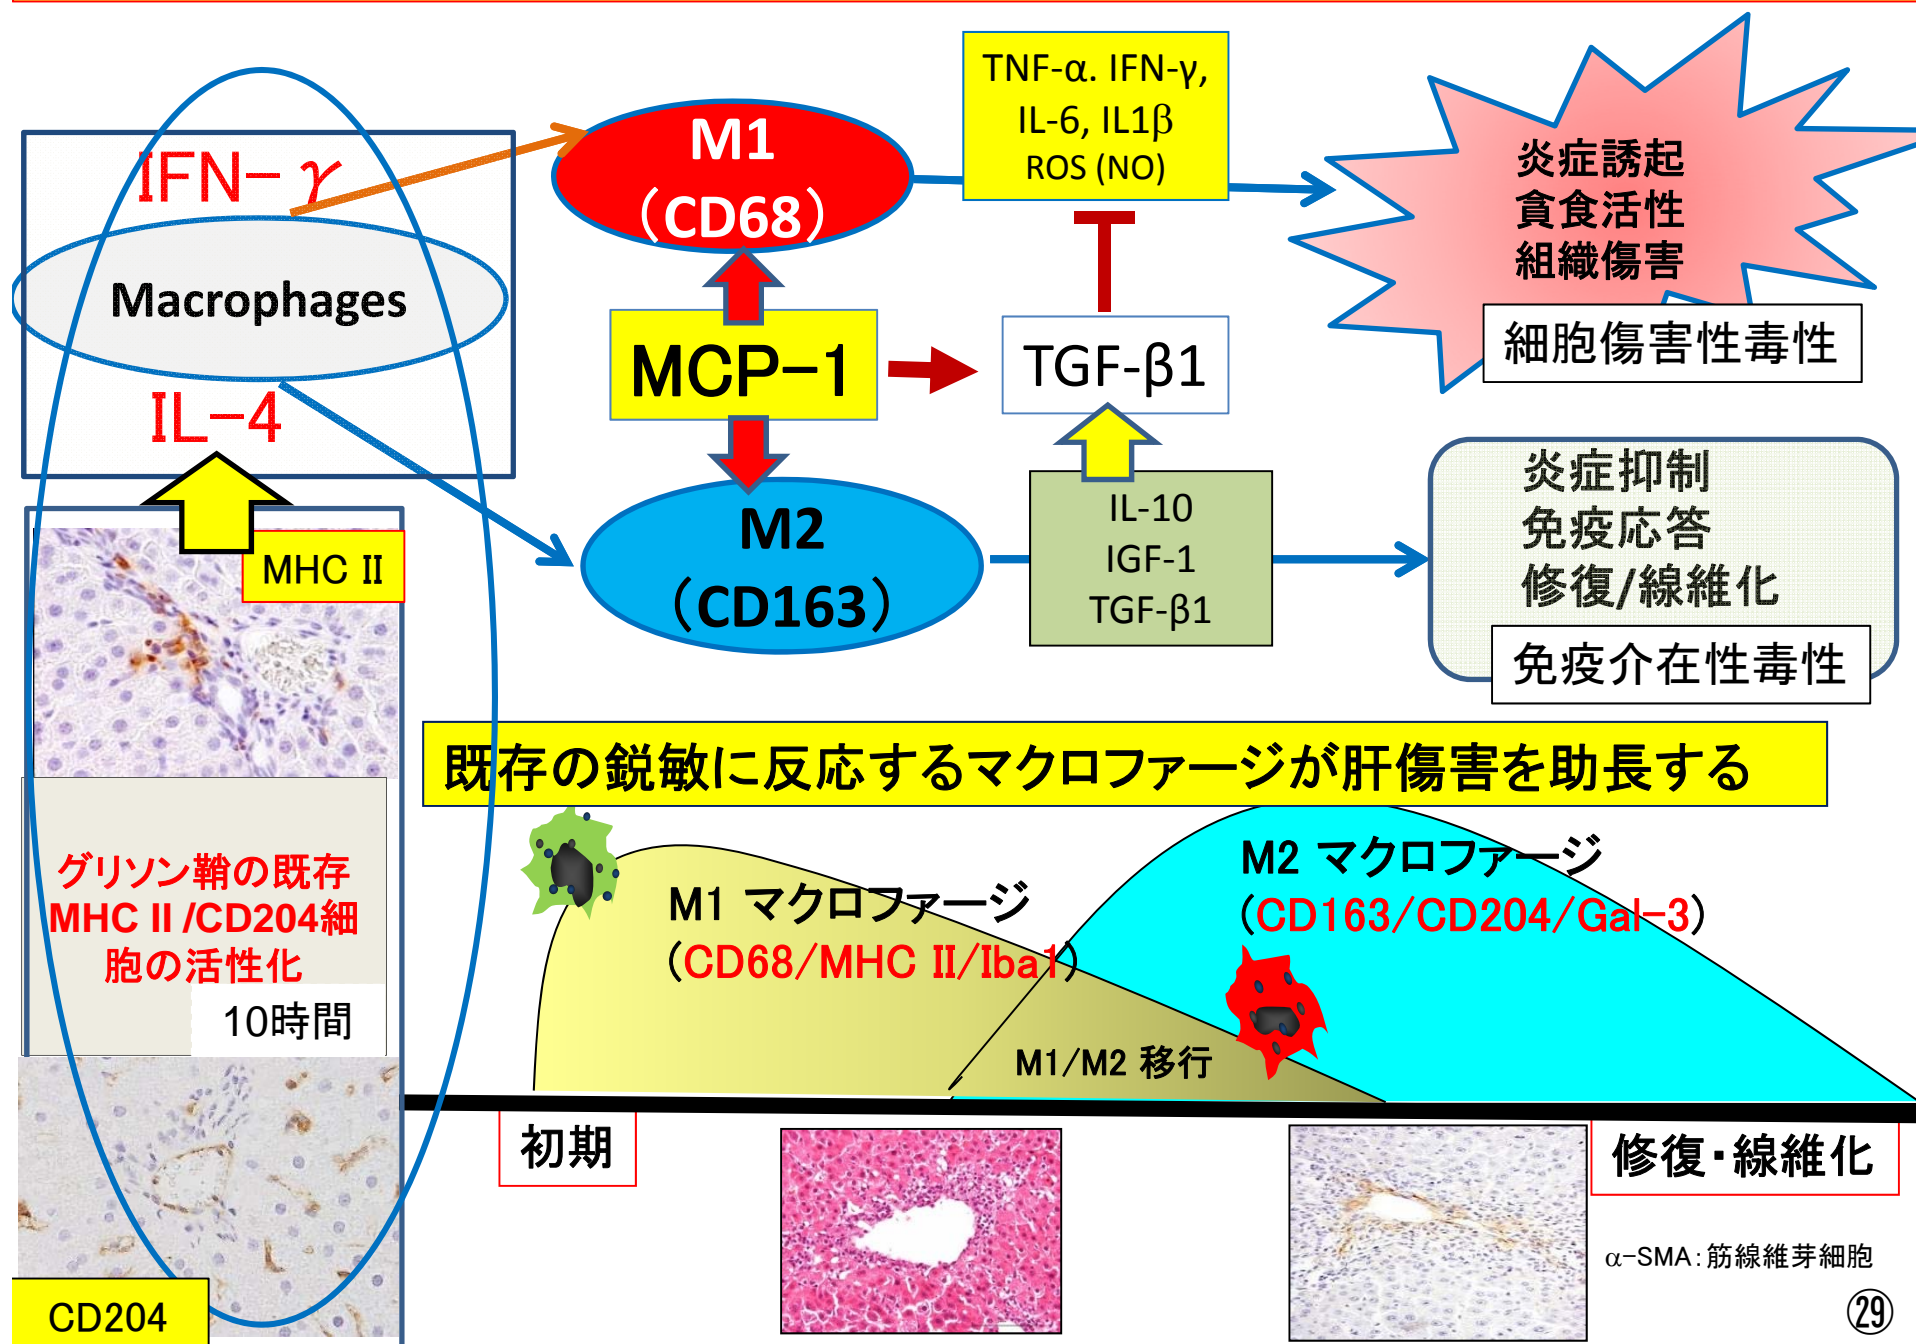 IFN-γ
Macrophages
IL-4
M1
（CD68）
TNF-α. IFN-γ,
IL-6, IL1β
ROS (NO)
炎症誘起
貪食活性
組織傷害
細胞傷害性毒性
MCP-1
TGF-β1
M2
（CD163）
IL-10
IGF-1
TGF-β1
炎症抑制
免疫応答
修復/線維化
免疫介在性毒性
MHC II
グリソン鞘の既存
MHC II /CD204細
胞の活性化
10時間
CD204
既存の鋭敏に反応するマクロファージが肝傷害を助長する
M1 マクロファージ
(CD68/MHC II/Iba1)
M2 マクロファージ
(CD163/CD204/Gal-3)
M1/M2 移行
初期
修復・線維化
α-SMA：筋線維芽細胞
㉙